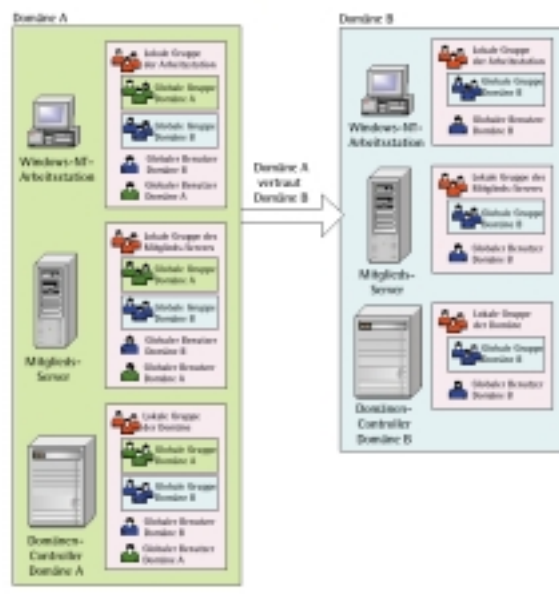 Domäne A
Lokale Gruppe
der Arbeitsstation
Globale Gruppe
Domäne A
Globale Gruppe
Domäne B
Globaler Benutzer
Domäne B
Globaler Benutzer
Domäne A
Windows-NT-
Arbeitsstation
Lokale Gruppe des
Mitglieds-Servers
Globale Gruppe
Domäne A
Globale Gruppe
Domäne B
Globaler Benutzer
Domäne B
Globaler Benutzer
Domäne A
Mitglieds-
Server
Lokale Gruppe
der Domäne
Globale Gruppe
Domäne A
Globale Gruppe
Domäne B
Globaler Benutzer
Domäne B
Globaler Benutzer
Domäne A
Domänen-
Controller
Domäne A
Domäne A
vertraut
Domäne B
Domäne B
Lokale Gruppe
der Arbeitsstation
Globale Gruppe
Domäne B
Globaler Benutzer
Domäne B
Windows-NT-
Arbeitsstation
Lokale Gruppe des
Mitglieds-Servers
Globale Gruppe
Domäne B
Globaler Benutzer
Domäne B
Mitglieds-
Server
Lokale Gruppe
der Domäne
Globale Gruppe
Domäne B
Globaler Benutzer
Domäne B
Domänen-
Controller
Domäne B